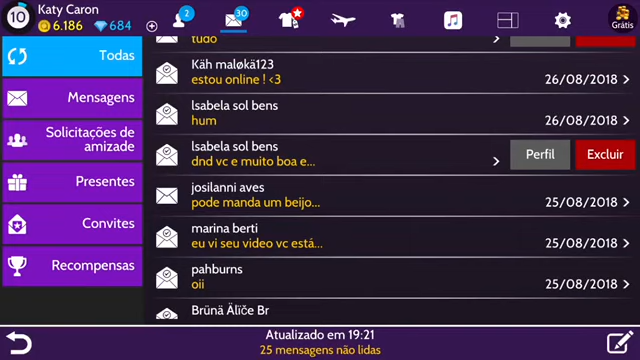 10
Katy Caron
6.186
684
2
30
Grátis
Todas
Mensagens
Solicitações de
amizade
Presentes
Convites
Recompensas
tudo
Käh maløkä123
estou online ! <3
26/08/2018
Isabela sol bens
hum
26/08/2018
Isabela sol bens
dnd vc e muito boa e...
Perfil
Excluir
josilanni aves
pode manda um beijo...
25/08/2018
marina berti
eu vi seu video vc está...
25/08/2018
pahburns
oii
25/08/2018
Brünä Älïče Br
Atualizado em 19:21
25 mensagens não lidas